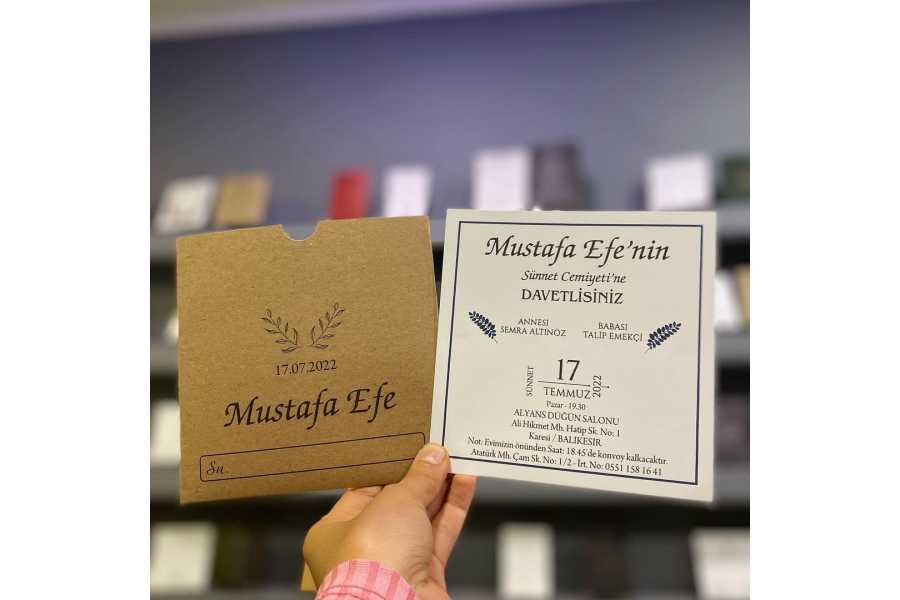 17.07.2022
Mustafa Efe
Sn.
Mustafa Efe'nin
Sünnet Cemiyeti'ne
DAVETLİSİNİZ
ANNESİ
SEMRA ALTINÖZ
BABASI
TALİP EMEKÇİ
SÜNNET
17
TEMMUZ
2022
Pazar - 19.30
ALYANS DÜĞÜN SALONU
Ali Hikmet Mh. Hatip Sk. No: 1
Karesi / BALIKESİR
Not: Evimizin önünden Saat: 18.45'de konvoy kalkacaktır.
Atatürk Mh. Çam Sk. No: 1/2 - İrt. No: 0551 158 16 41